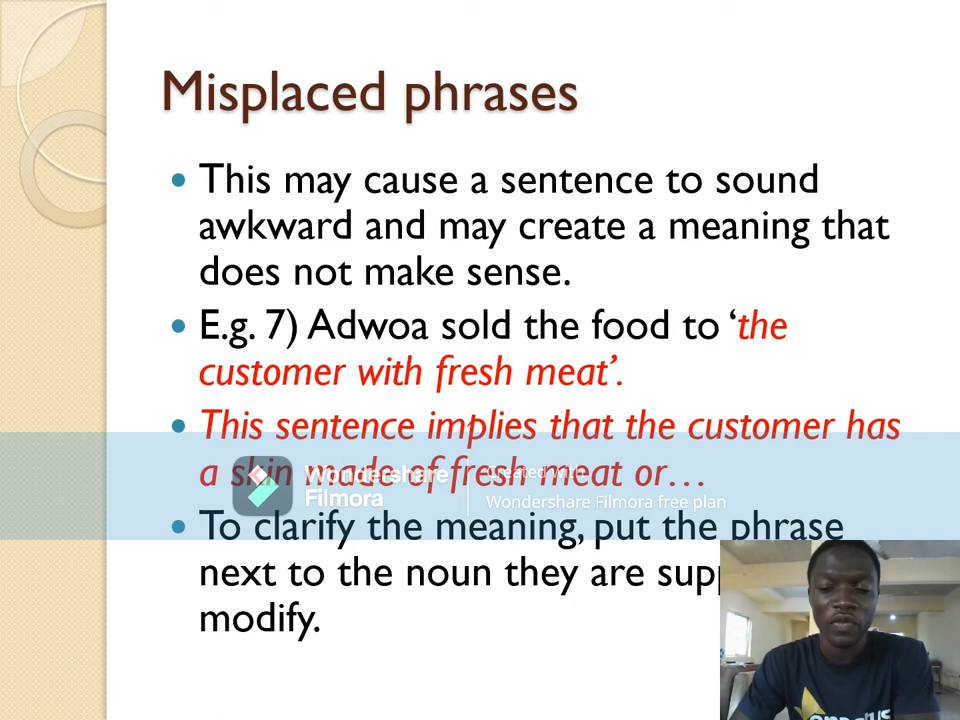 Misplaced phrases
• This may cause a sentence to sound
awkward and may create a meaning that
does not make sense.
• E.g. 7) Adwoa sold the food to ‘the
customer with fresh meat’.
• This sentence implies that the customer has
a skin made of fresh meat or…
Wondershare
Filmora
Created with
Wondershare Filmora free plan
• To clarify the meaning, put the phrase
next to the noun they are
modify.